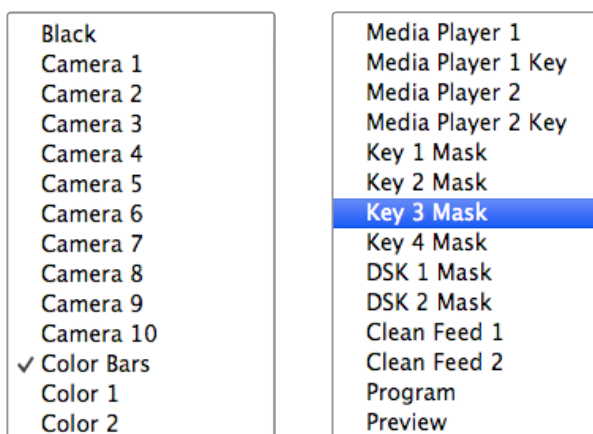 Black
Camera 1
Camera 2
Camera 3
Camera 4
Camera 5
Camera 6
Camera 7
Camera 8
Camera 9
Camera 10
✓ Color Bars
Color 1
Color 2
Media Player 1
Media Player 1 Key
Media Player 2
Media Player 2 Key
Key 1 Mask
Key 2 Mask
Key 3 Mask
Key 4 Mask
DSK 1 Mask
DSK 2 Mask
Clean Feed 1
Clean Feed 2
Program
Preview